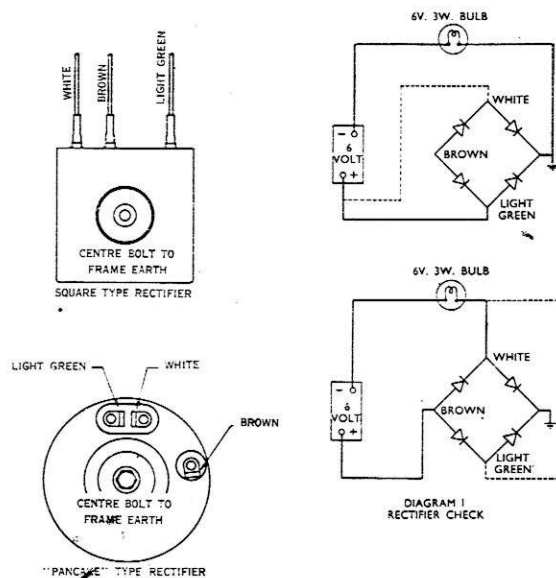 WHITE
BROWN
LIGHT GREEN
CENTRE BOLT TO
FRAME EARTH
SQUARE TYPE RECTIFIER
LIGHT GREEN
WHITE
BROWN
CENTRE BOLT TO
FRAME EARTH
"PANCAKE" TYPE RECTIFIER
6V. 3W. BULB
WHITE
- 
6
VOLT
+
BROWN
LIGHT
GREEN
6V. 3W. BULB
WHITE
-
6
VOLT
+
BROWN
LIGHT
GREEN
DIAGRAM 1
RECTIFIER CHECK